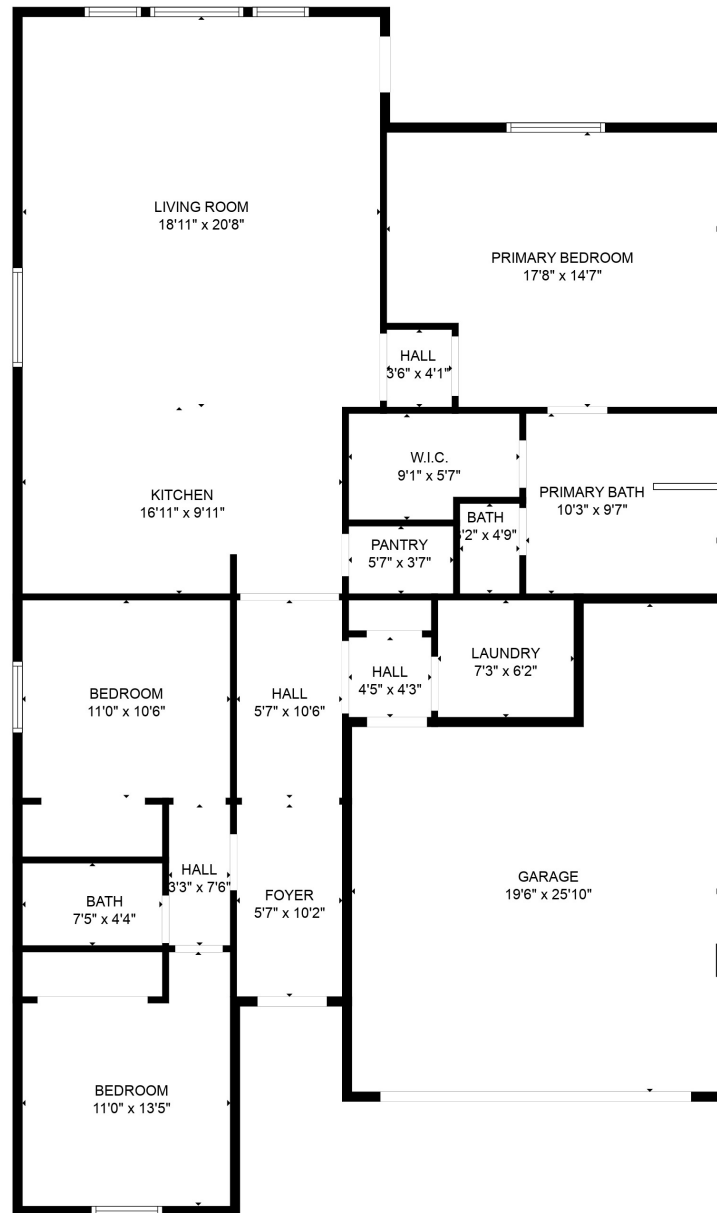 LIVING ROOM
18'11" x 20'8"
PRIMARY BEDROOM
17'8" x 14'7"
HALL
3'6" x 4'1"
W.I.C.
9'1" x 5'7"
KITCHEN
16'11" x 9'11"
PRIMARY BATH
10'3" x 9'7"
BATH
'2" x 4'9"
PANTRY
5'7" x 3'7"
LAUNDRY
7'3" x 6'2"
HALL
4'5" x 4'3"
BEDROOM
11'0" x 10'6"
HALL
5'7" x 10'6"
HALL
3'3" x 7'6"
GARAGE
19'6" x 25'10"
FOYER
5'7" x 10'2"
BATH
7'5" x 4'4"
BEDROOM
11'0" x 13'5"